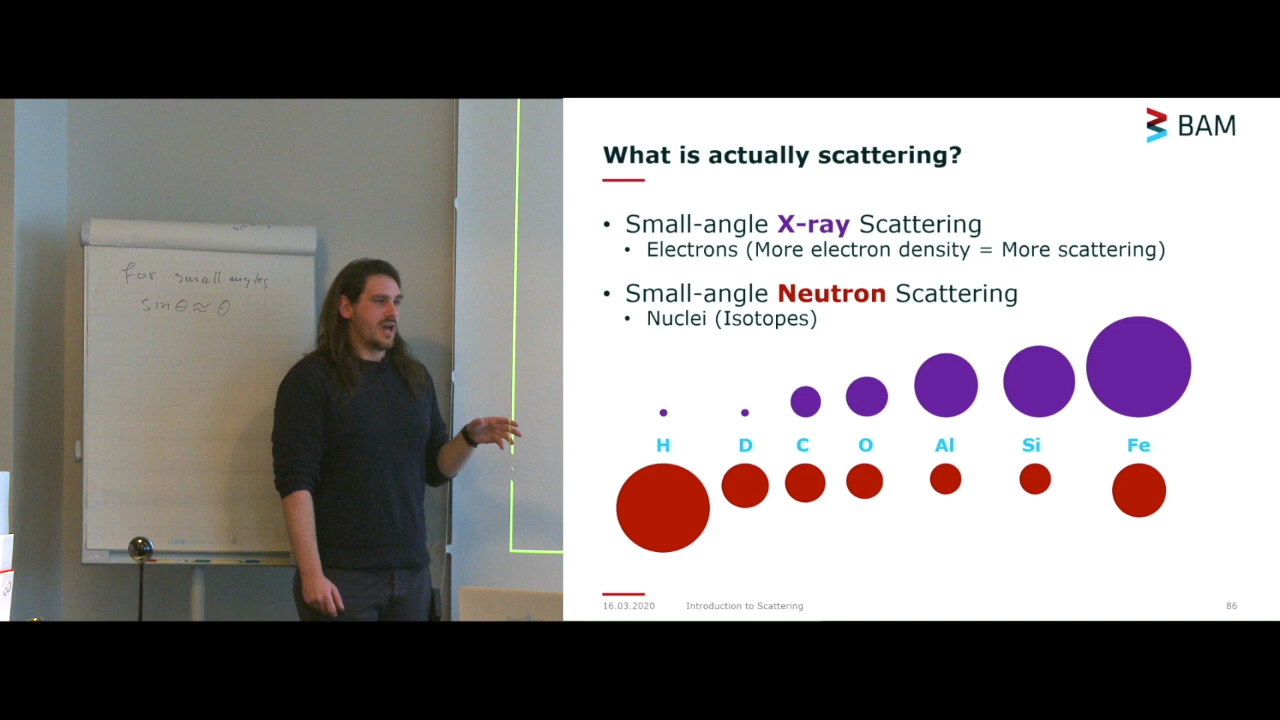 for small angles
sin θ ≈ θ
BAM
What is actually scattering?
• Small-angle X-ray Scattering
• Electrons (More electron density = More scattering)
• Small-angle Neutron Scattering
• Nuclei (Isotopes)
H D C O Al Si Fe
16.03.2020 Introduction to Scattering 86